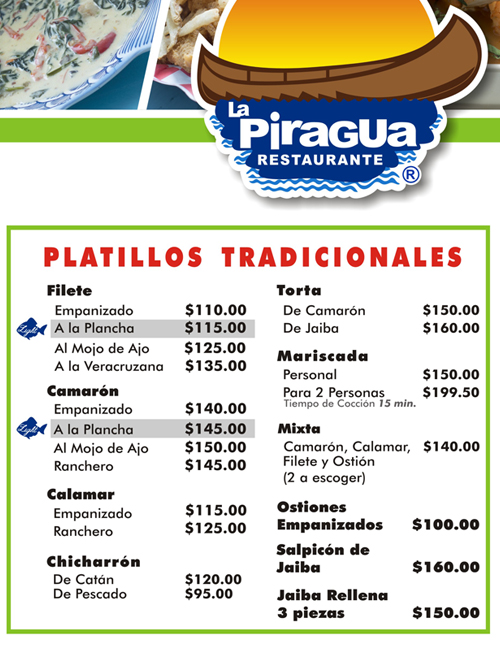 La
Piragua
RESTAURANTE
®
PLATILLOS TRADICIONALES
Filete
Empanizado $110.00
Light A la Plancha $115.00
Al Mojo de Ajo $125.00
A la Veracruzana $135.00
Camarón
Empanizado $140.00
Light A la Plancha $145.00
Al Mojo de Ajo $150.00
Ranchero $145.00
Calamar
Empanizado $115.00
Ranchero $125.00
Chicharrón
De Catán $120.00
De Pescado $95.00
Torta
De Camarón $150.00
De Jaiba $160.00
Mariscada
Personal $150.00
Para 2 Personas $199.50
Tiempo de Cocción 15 min.
Mixta
Camarón, Calamar, $140.00
Filete y Ostión
(2 a escoger)
Ostiones
Empanizados $100.00
Salpicón de
Jaiba $160.00
Jaiba Rellena
3 piezas $150.00